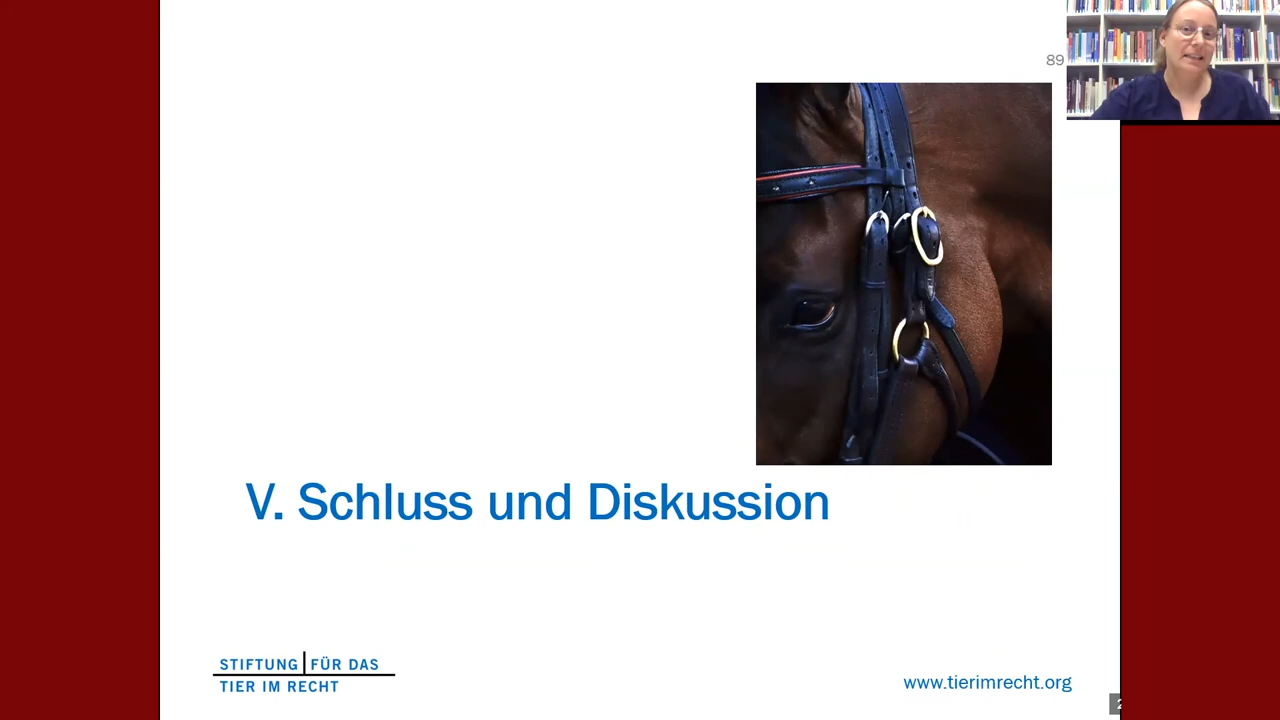 89
V. Schluss und Diskussion
STIFTUNG FÜR DAS
TIER IM RECHT
www.tierimrecht.org